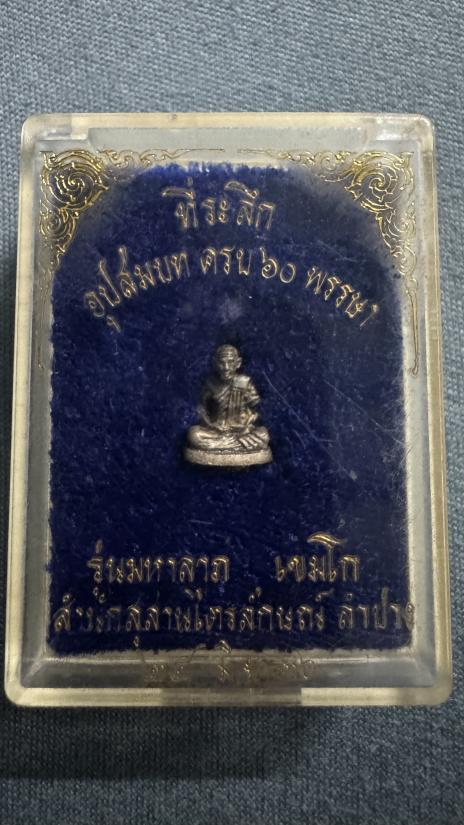 ที่ระลึก
อุปสมบท ครบ ๖๐ พรรษา
รุ่นมหาลาภ เขมโก
สำนักสุสานไตรลักษณ์ ลำปาง